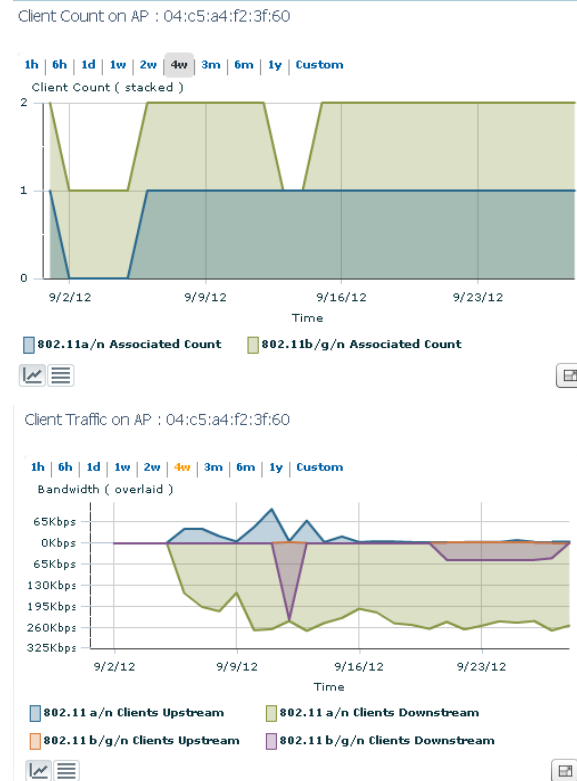 Client Count on AP : 04:c5:a4:f2:3f:60
1h | 6h | 1d | 1w | 2w | 4w | 3m | 6m | 1y | Custom
Client Count ( stacked )
2
1
0
9/2/12 9/9/12 9/16/12 9/23/12
Time
802.11a/n Associated Count 802.11b/g/n Associated Count
Client Traffic on AP : 04:c5:a4:f2:3f:60
1h | 6h | 1d | 1w | 2w | 4w | 3m | 6m | 1y | Custom
Bandwidth ( overlaid )
65Kbps
0Kbps
65Kbps
130Kbps
195Kbps
260Kbps
325Kbps
9/2/12 9/9/12 9/16/12 9/23/12
Time
802.11 a/n Clients Upstream 802.11 a/n Clients Downstream
802.11 b/g/n Clients Upstream 802.11 b/g/n Clients Downstream